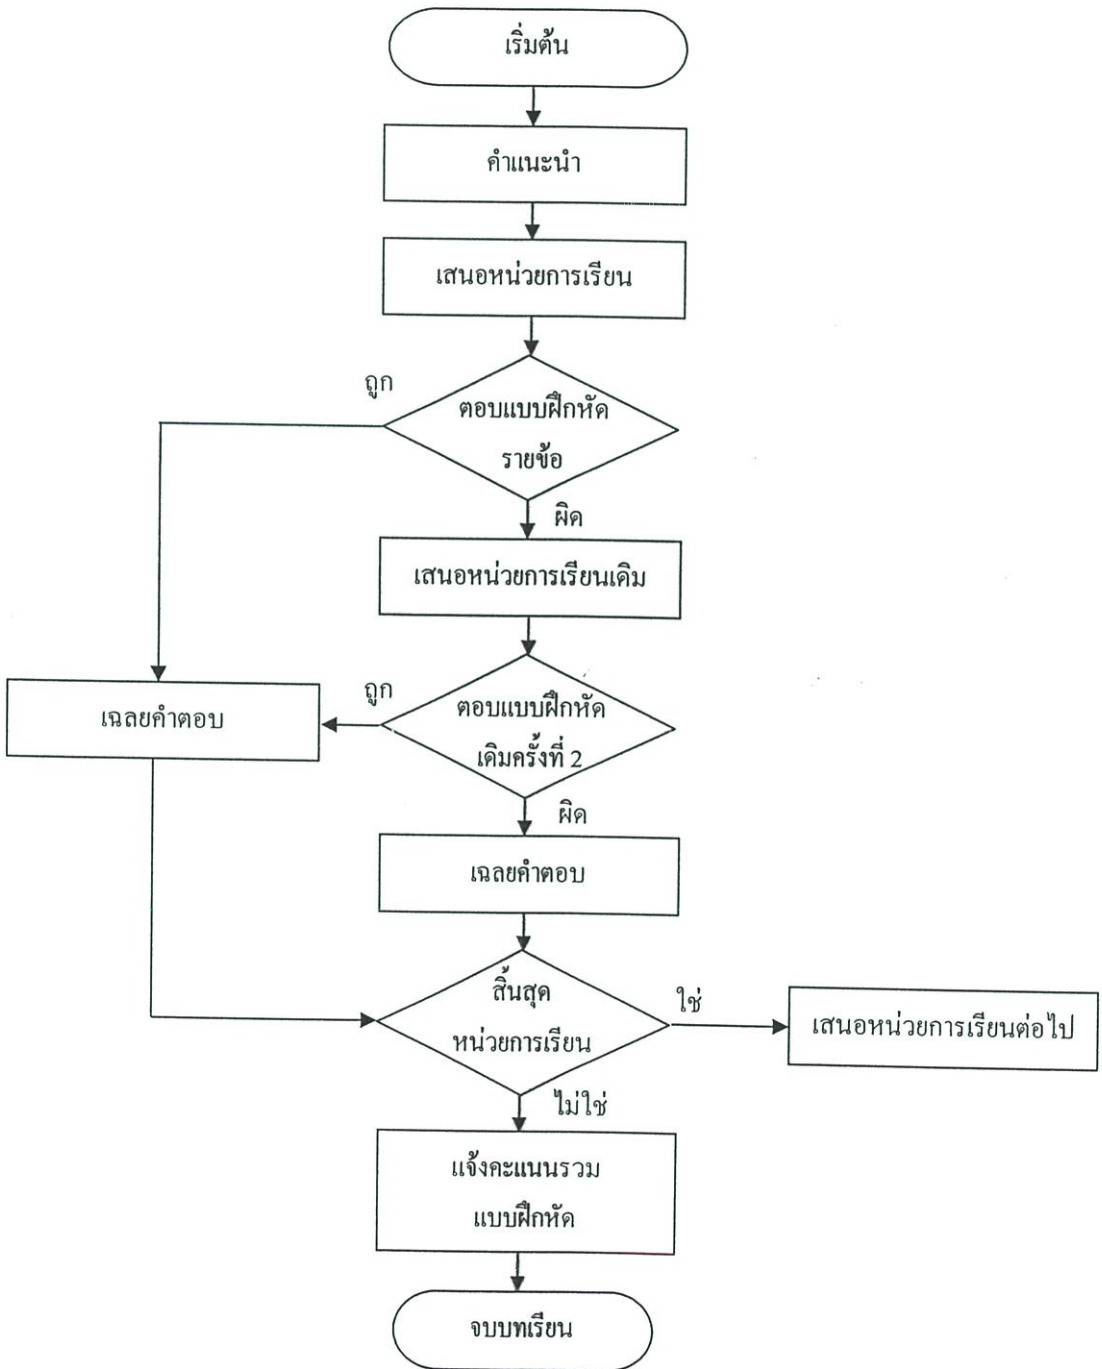 เริ่มต้น
คำแนะนำ
เสนอหน่วยการเรียน
ถูก
ตอบแบบฝึกหัด
รายข้อ
ผิด
เสนอหน่วยการเรียนเดิม
เฉลยคำตอบ
ถูก
ตอบแบบฝึกหัด
เดิมครั้งที่ 2
ผิด
เฉลยคำตอบ
สิ้นสุด
หน่วยการเรียน
ใช่
เสนอหน่วยการเรียนต่อไป
ไม่ใช่
แจ้งคะแนนรวม
แบบฝึกหัด
จบบทเรียน